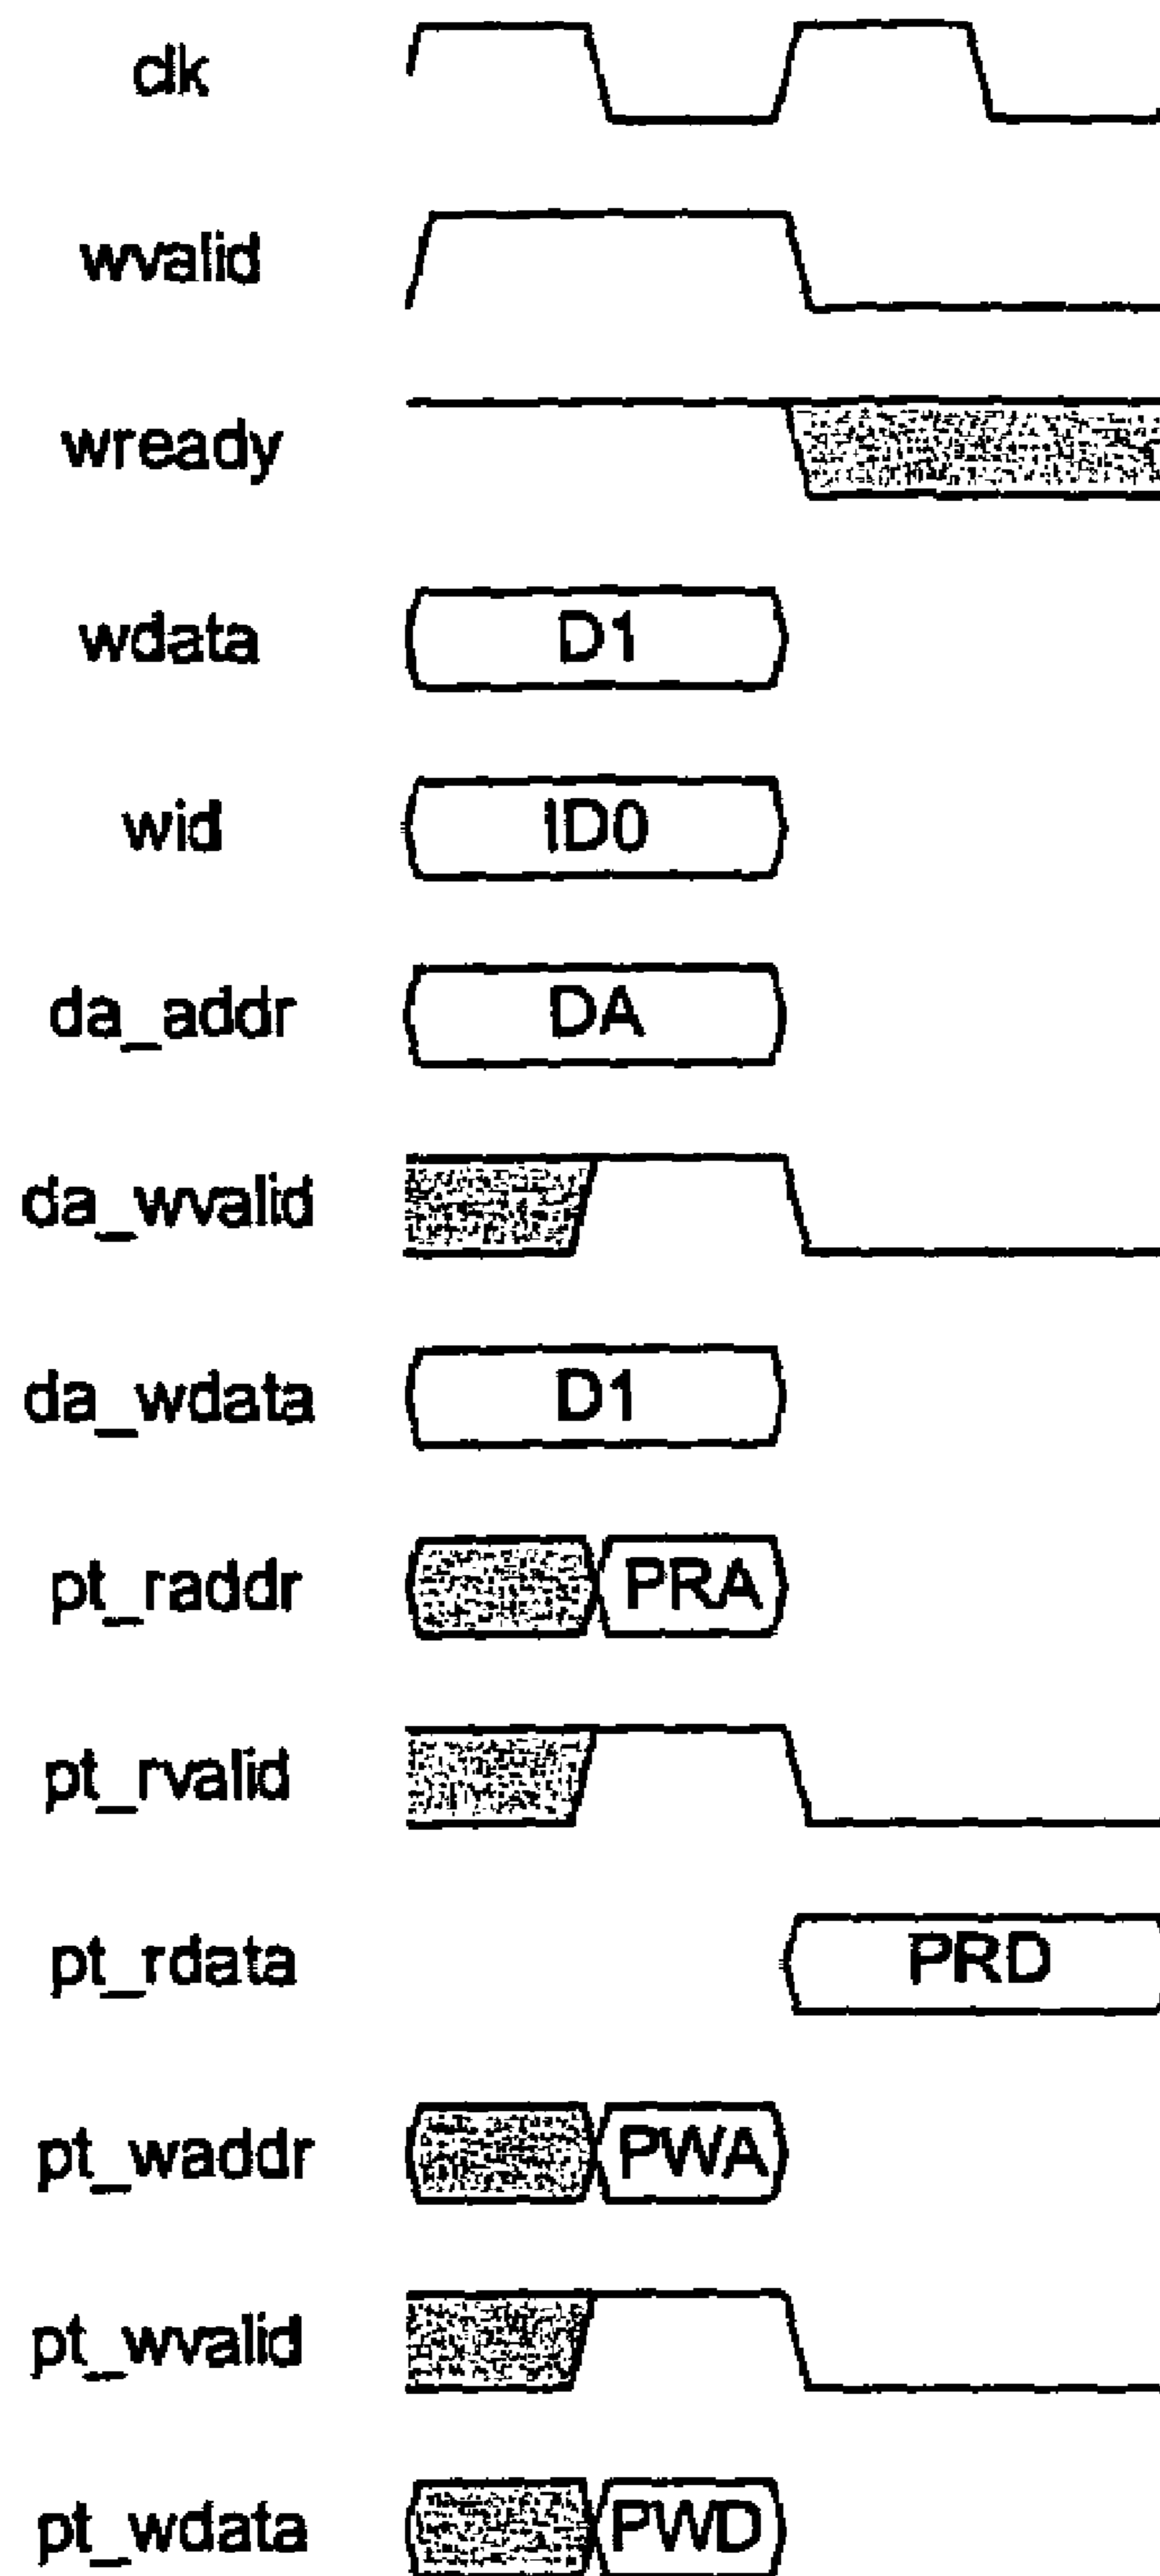 clk
wvalid
wready
wdata D1
wid ID0
da_addr DA
da_wvalid
da_wdata D1
pt_raddr PRA
pt_rvalid
pt_rdata PRD
pt_waddr PWA
pt_wvalid
pt_wdata PWD